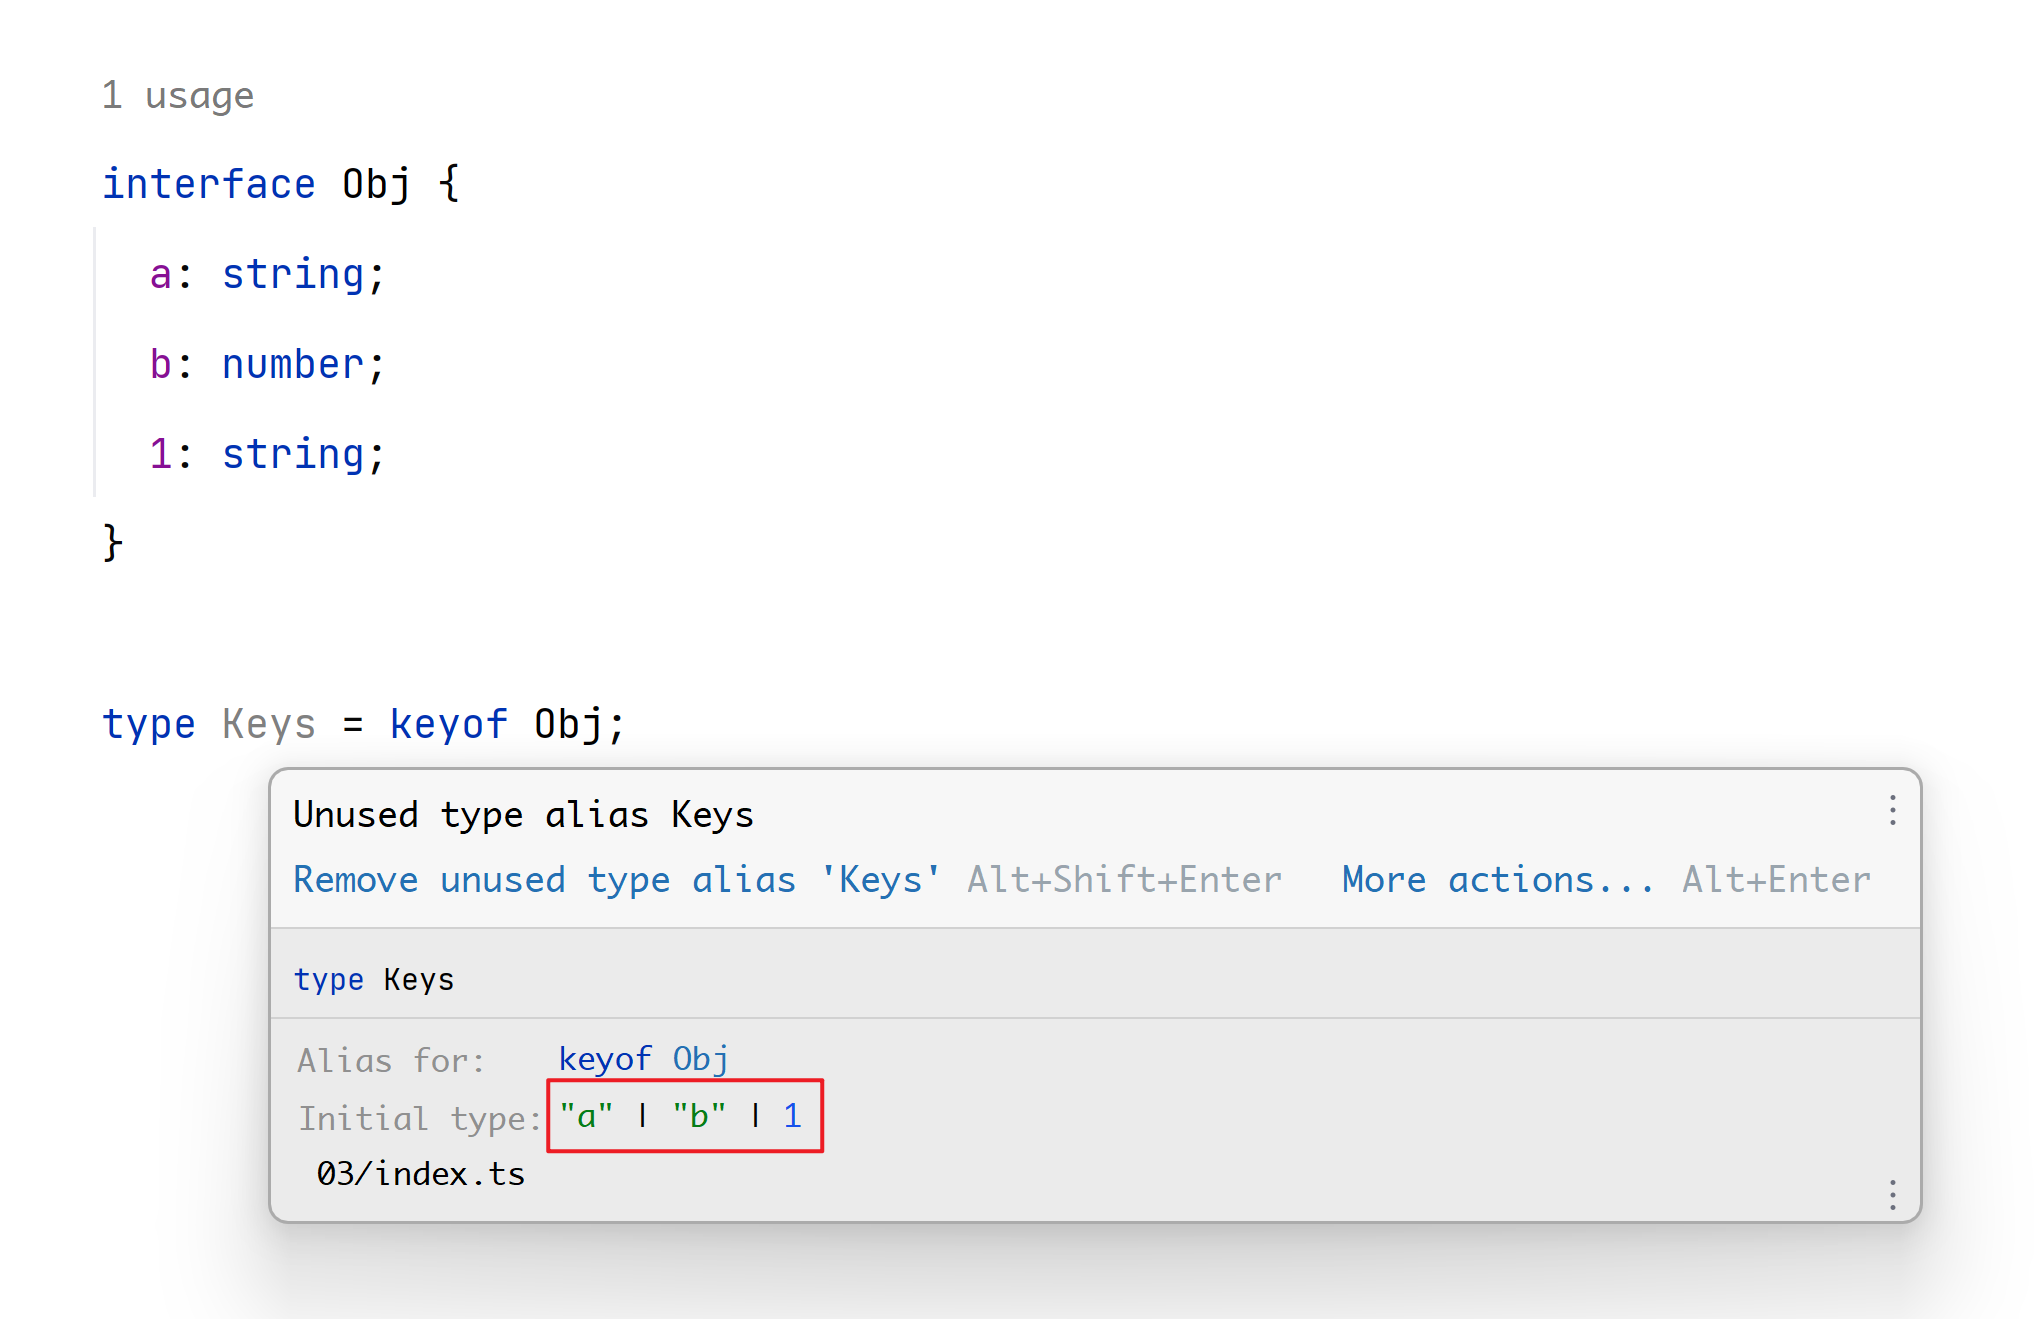 1 usage
interface Obj {
a: string;
b: number;
1: string;
}
type Keys = keyof Obj;
Unused type alias Keys
Remove unused type alias 'Keys' Alt+Shift+Enter More actions... Alt+Enter
type Keys
Alias for: keyof Obj
Initial type: "a" | "b" | 1
03/index.ts